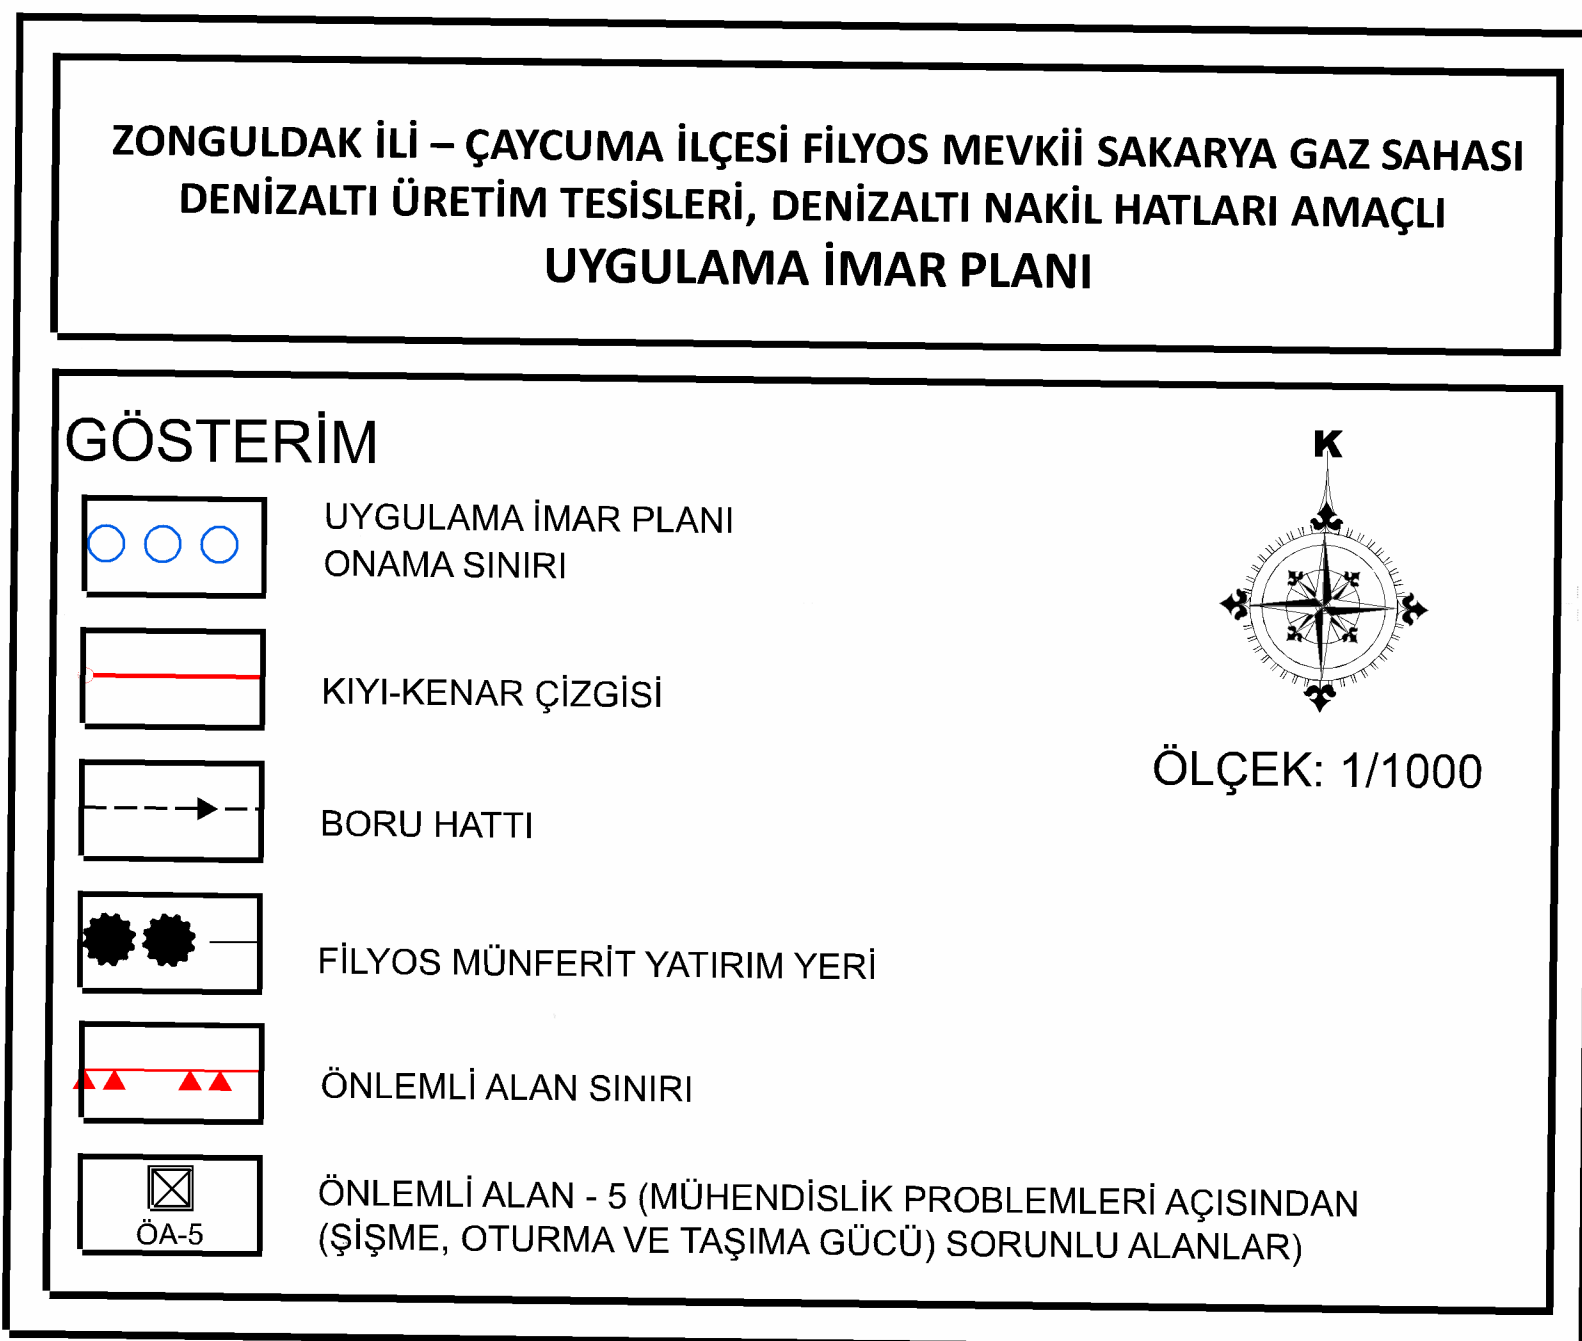 ZONGULDAK İLİ – ÇAYCUMA İLÇESİ FİLYOS MEVKİİ SAKARYA GAZ SAHASI
DENİZALTI ÜRETİM TESİSLERİ, DENİZALTI NAKİL HATLARI AMAÇLI
UYGULAMA İMAR PLANI
GÖSTERİM
UYGULAMA İMAR PLANI
ONAMA SINIRI
KIYI-KENAR ÇİZGİSİ
BORU HATTI
FİLYOS MÜNFERİT YATIRIM YERİ
ÖNLEMLİ ALAN SINIRI
ÖA-5
ÖNLEMLİ ALAN - 5 (MÜHENDİSLİK PROBLEMLERİ AÇISINDAN
(ŞİŞME, OTURMA VE TAŞIMA GÜCÜ) SORUNLU ALANLAR)
K
ÖLÇEK: 1/1000